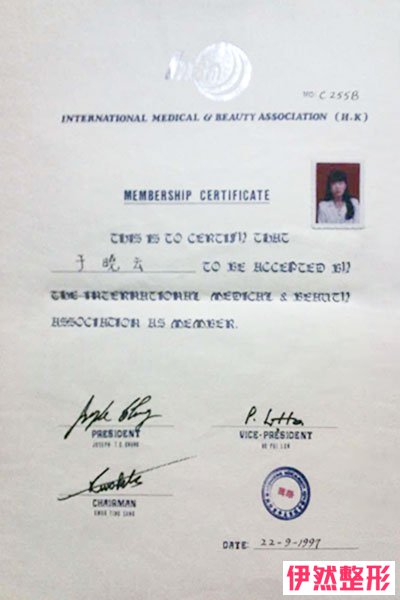 NO: C 255B
INTERNATIONAL MEDICAL & BEAUTY ASSOCIATION (H.K)
MEMBERSHIP CERTIFICATE
THIS IS TO CERTIFY THAT
于晓云 TO BE ACCEPTED BY
THE INTERNATIONAL MEDICAL & BEAUTY
ASSOCIATION AS MEMBER.
PRESIDENT
VICE-PRESIDENT
CHAIRMAN
DATE: 22-9-1997
伊然整形